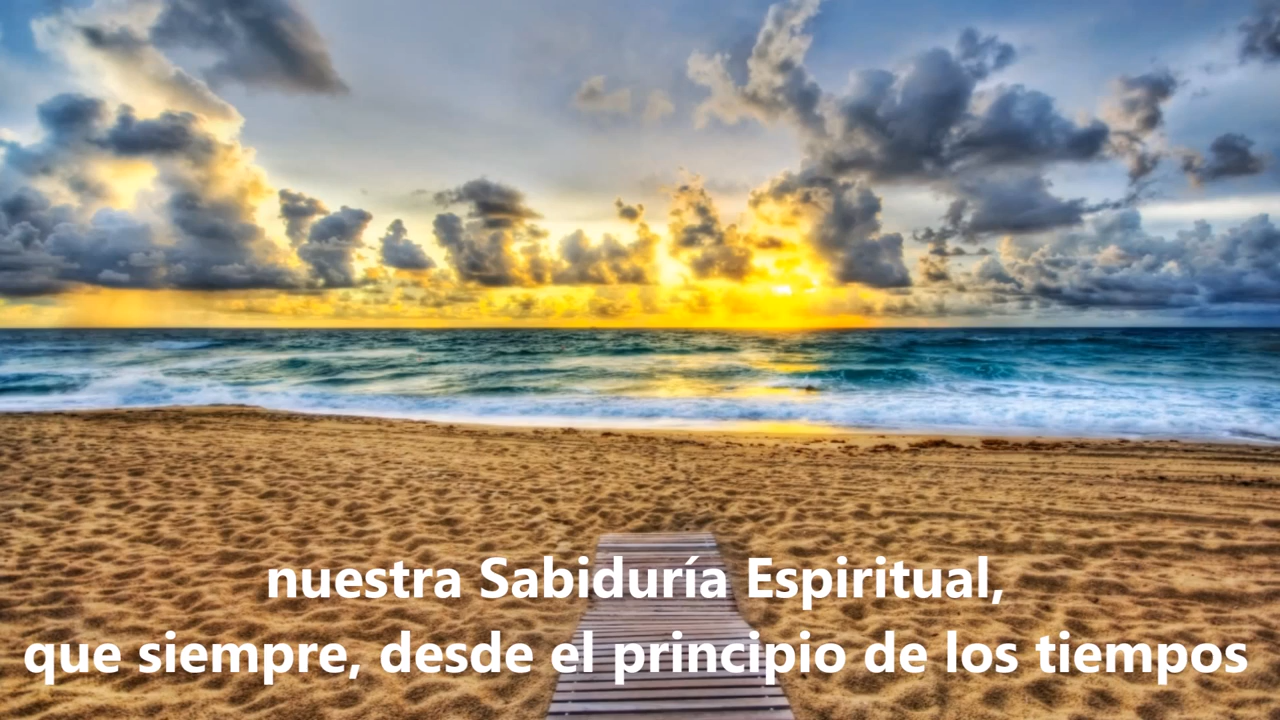 nuestra Sabiduría Espiritual,
que siempre, desde el principio de los tiempos